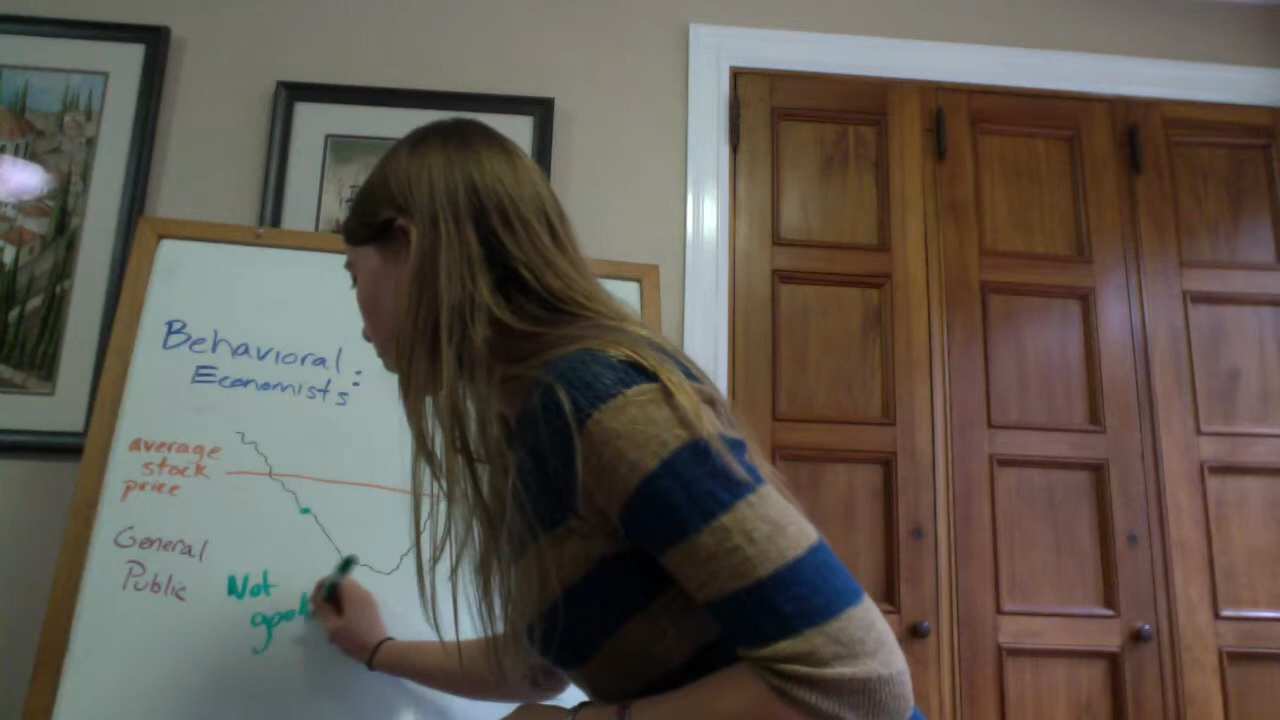 Behavioral
Economists:
average
stock
price
General
Public
Not
good